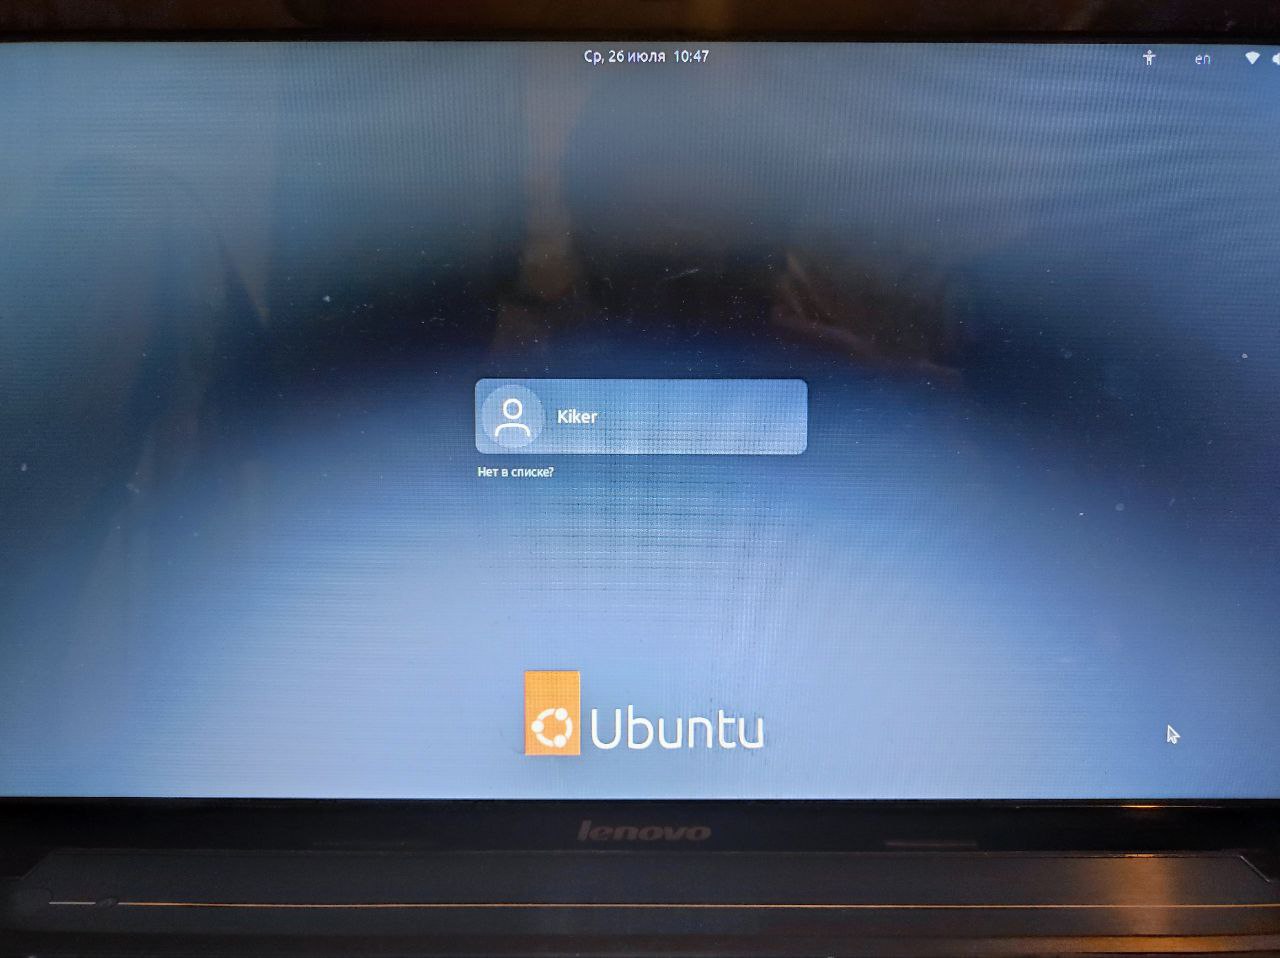 Ср, 26 июля 10:47
en
Kiker
Нет в списке?
Ubuntu
lenovo